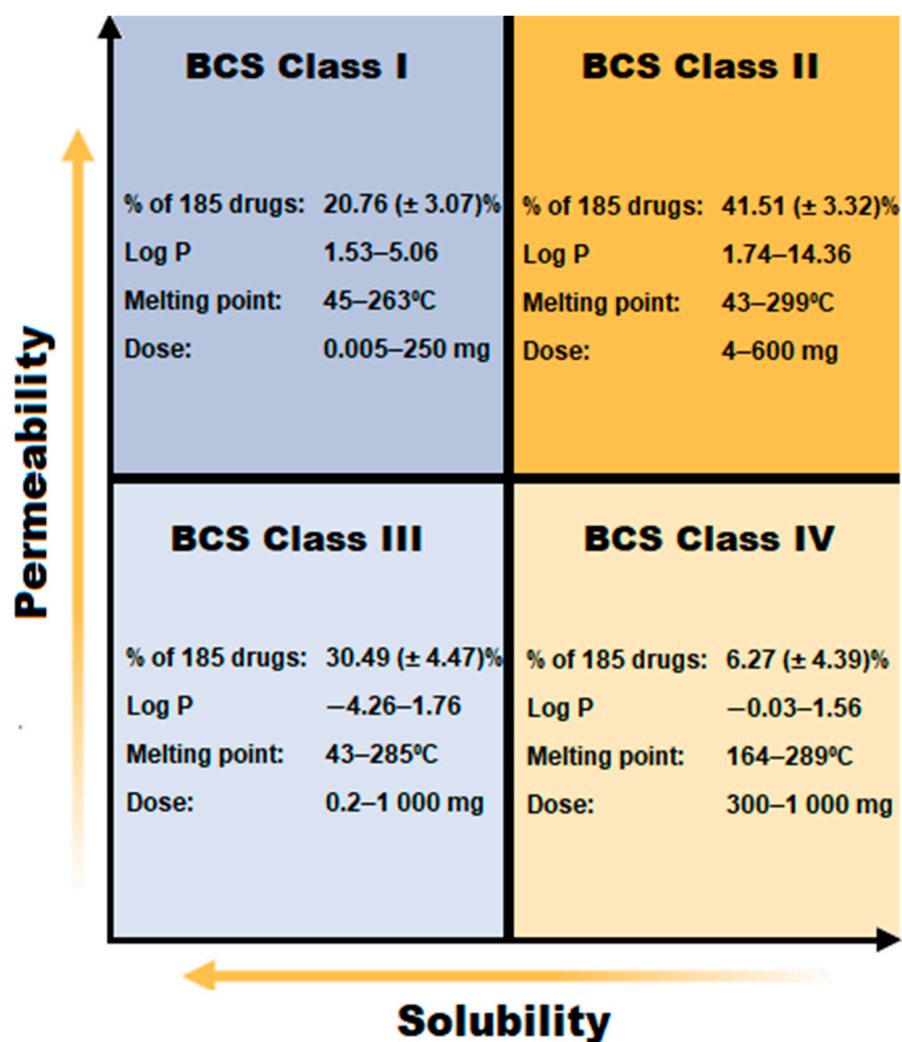 BCS Class I
% of 185 drugs: 20.76 (± 3.07)%
Log P 1.53–5.06
Melting point: 45–263⁰C
Dose: 0.005–250 mg
BCS Class II
% of 185 drugs: 41.51 (± 3.32)%
Log P 1.74–14.36
Melting point: 43–299⁰C
Dose: 4–600 mg
Permeability
BCS Class III
% of 185 drugs: 30.49 (± 4.47)%
Log P −4.26–1.76
Melting point: 43–285⁰C
Dose: 0.2–1 000 mg
BCS Class IV
% of 185 drugs: 6.27 (± 4.39)%
Log P −0.03–1.56
Melting point: 164–289⁰C
Dose: 300–1 000 mg
Solubility